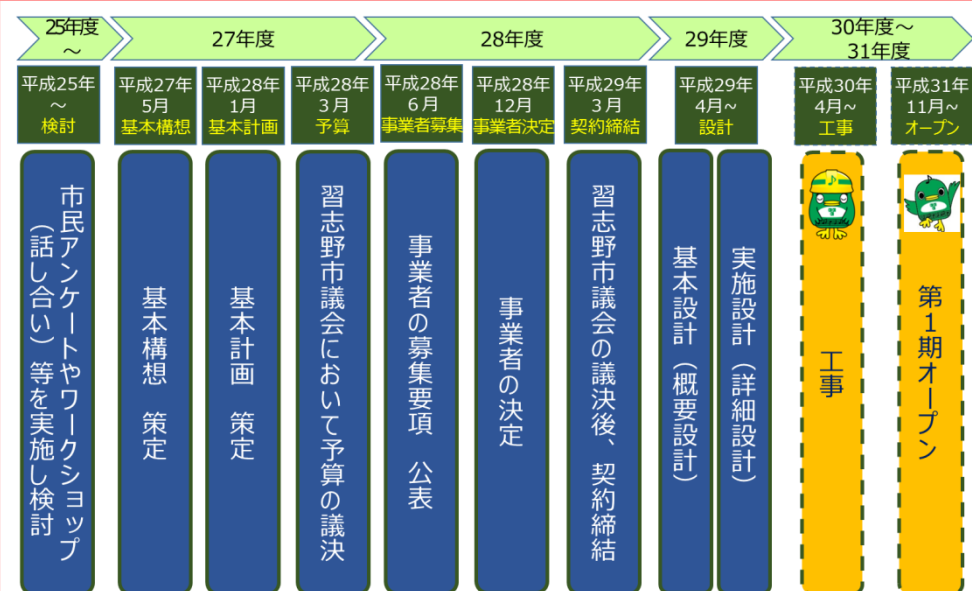 25年度
～
27年度
28年度
29年度
30年度～
31年度
平成25年
～
検討
平成27年
5月
基本構想
平成28年
1月
基本計画
平成28年
３月
予算
平成28年
６月
事業者募集
平成28年
12月
事業者決定
平成29年
３月
契約締結
平成29年
4月~
設計
平成30年
4月~
工事
平成31年
11月~
オープン
市民アンケートやワークショップ
（話し合い）等を実施し検討
基本構想　策定
基本計画　策定
習志野市議会において予算の議決
事業者の募集要項　公表
事業者の決定
習志野市議会の議決後、契約締結
基本設計（概要設計）
実施設計（詳細設計）
工事
第１期オープン